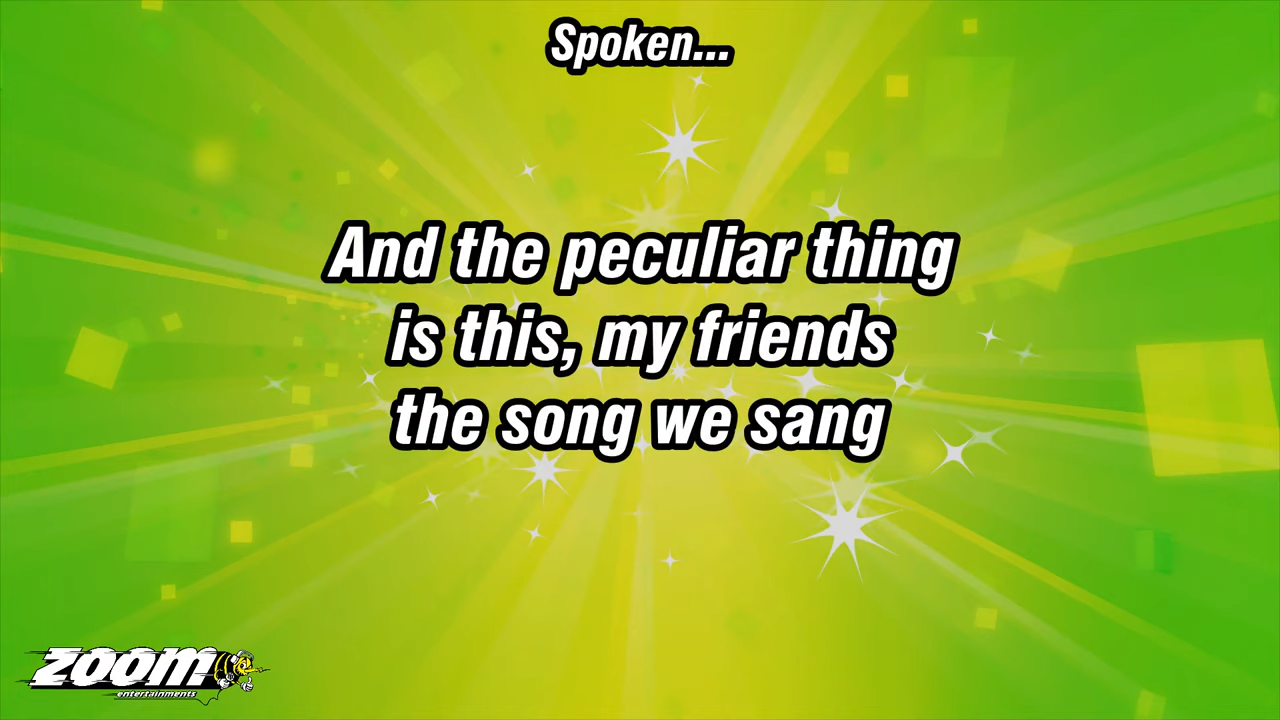 Spoken...
And the peculiar thing
is this, my friends
the song we sang
zoom
entertainments